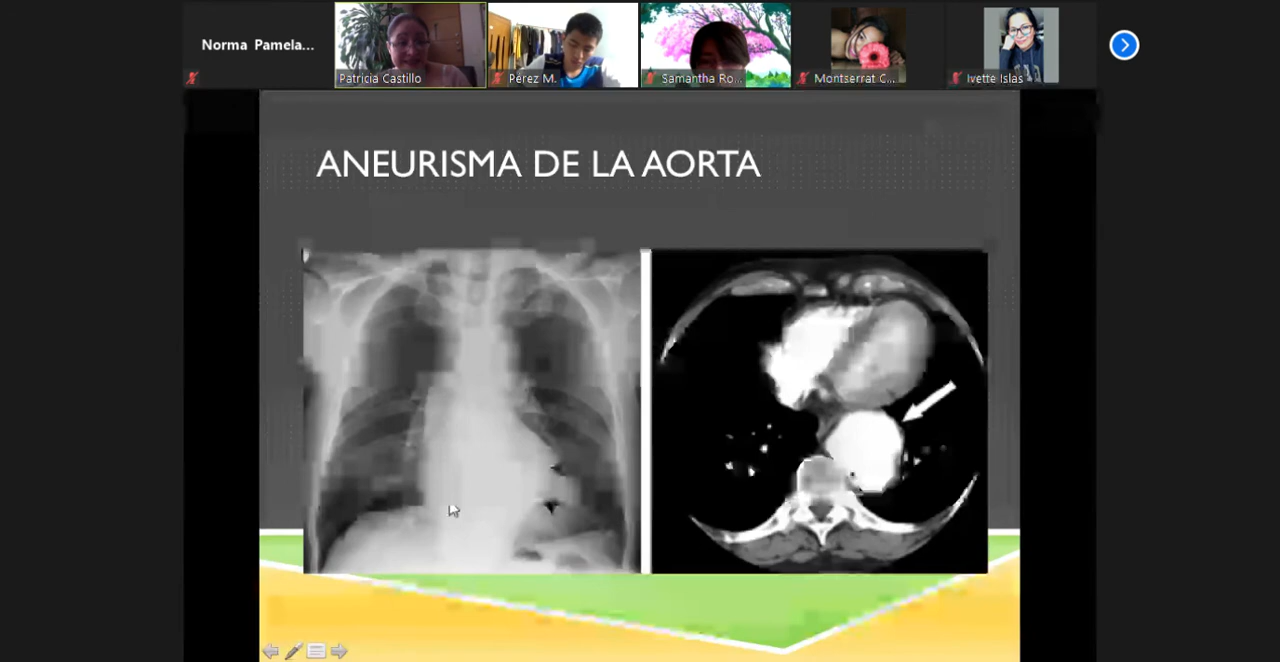 Norma Pamela...
Patricia Castillo
Pérez M.
Samantha Ro...
Montserrat C...
Ivette Islas
ANEURISMA DE LA AORTA